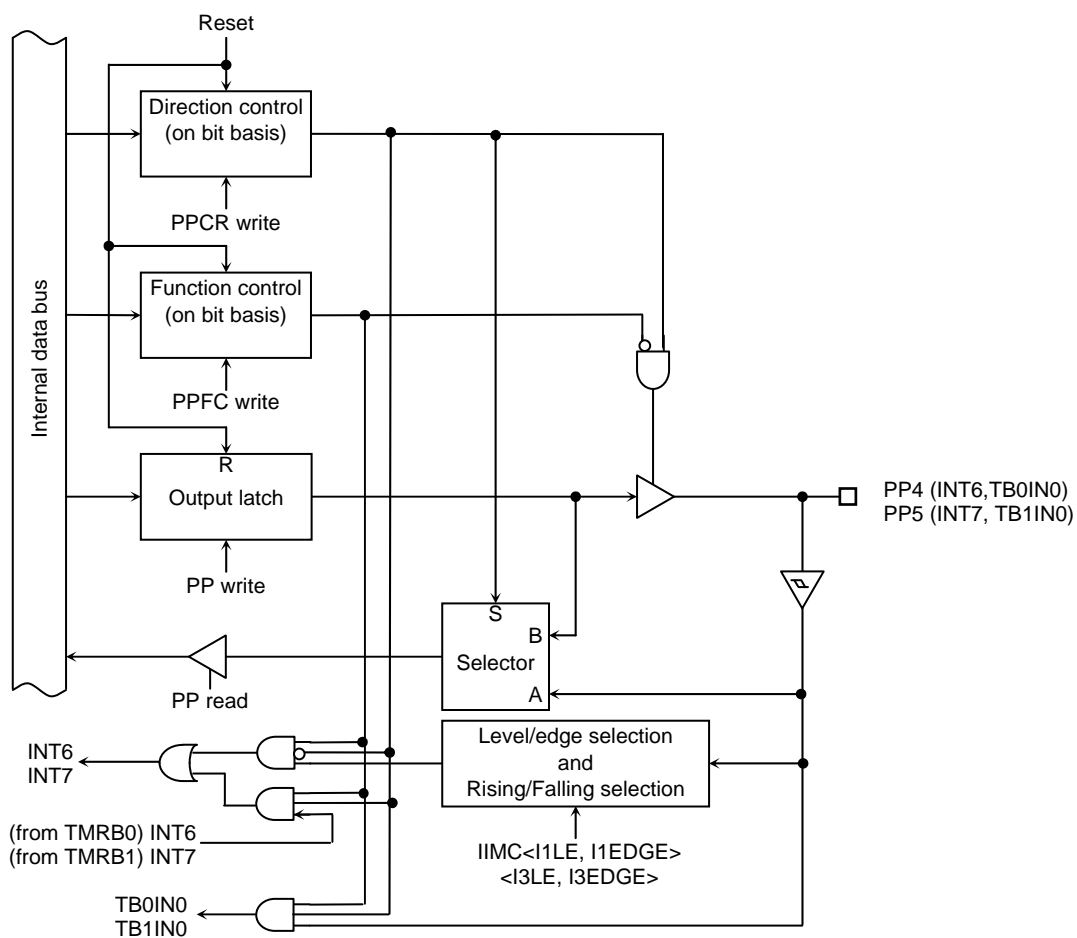 Reset
Direction control
(on bit basis)
PPCR write
Internal data bus
Function control
(on bit basis)
PPFC write
R
Output latch
PP write
PP4 (INT6,TB0IN0)
PP5 (INT7, TB1IN0)
S
B
Selector
A
PP read
Level/edge selection
and
Rising/Falling selection
INT6
INT7
(from TMRB0) INT6
(from TMRB1) INT7
IIMC<I1LE, I1EDGE>
<I3LE, I3EDGE>
TB0IN0
TB1IN0